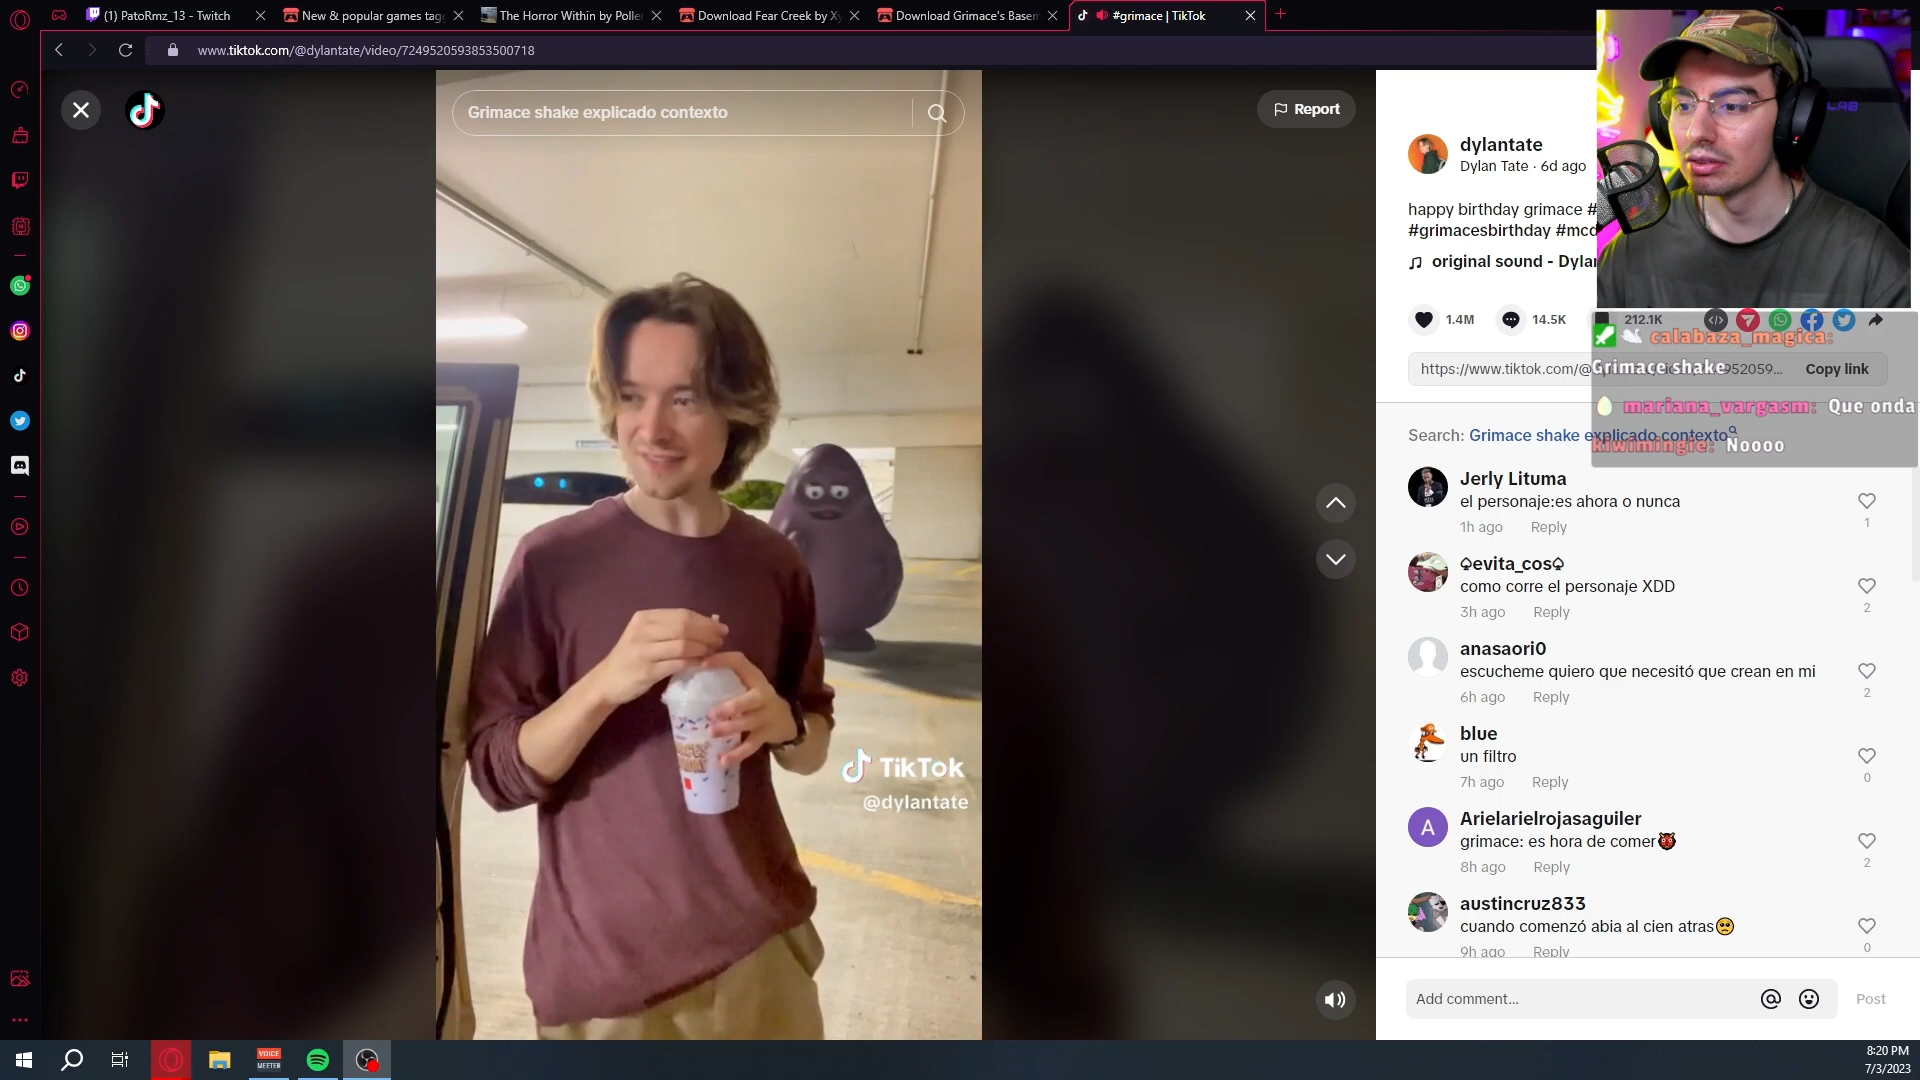 (1) PatoRmz_13 - Twitch
New & popular games tag
The Horror Within by Polle
Download Fear Creek by Xy
Download Grimace's Basem
#grimace | TikTok
www.tiktok.com/@dylantate/video/7249520593853500718
Grimace shake explicado contexto
Report
TikTok
@dylantate
dylantate
Dylan Tate · 6d ago
happy birthday grimace #
#grimacesbirthday #mcd
original sound - Dylan
1.4M
14.5K
212.1K
https://www.tiktok.com/@
952059...
Copy link
calabaza_magica:
Grimace shake
mariana_vargasm: Que onda
kiwimingie: Noooo
Search: Grimace shake explicado contexto
Jerly Lituma
el personaje:es ahora o nunca
1h ago Reply
1
♤evita_cos♤
como corre el personaje XDD
3h ago Reply
2
anasaori0
escucheme quiero que necesitó que crean en mi
6h ago Reply
2
blue
un filtro
7h ago Reply
0
A
Arielarielrojasaguiler
grimace: es hora de comer👹
8h ago Reply
2
austincruz833
cuando comenzó abia al cien atras🥺
9h ago Reply
0
Add comment...
Post
VOICE
MEETER
8:20 PM
7/3/2023